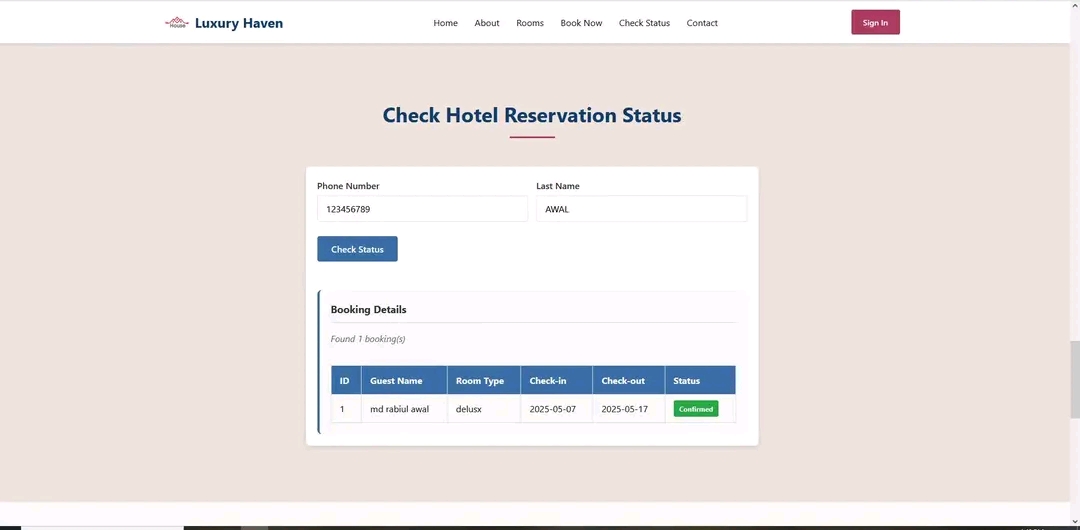 HOUSE Luxury Haven Home About Rooms Book Now Check Status Contact Sign In
Check Hotel Reservation Status
Phone Number Last Name
123456789 AWAL
Check Status
Booking Details
Found 1 booking(s)
ID Guest Name Room Type Check-in Check-out Status
1 md rabiul awal delusx 2025-05-07 2025-05-17 Confirmed